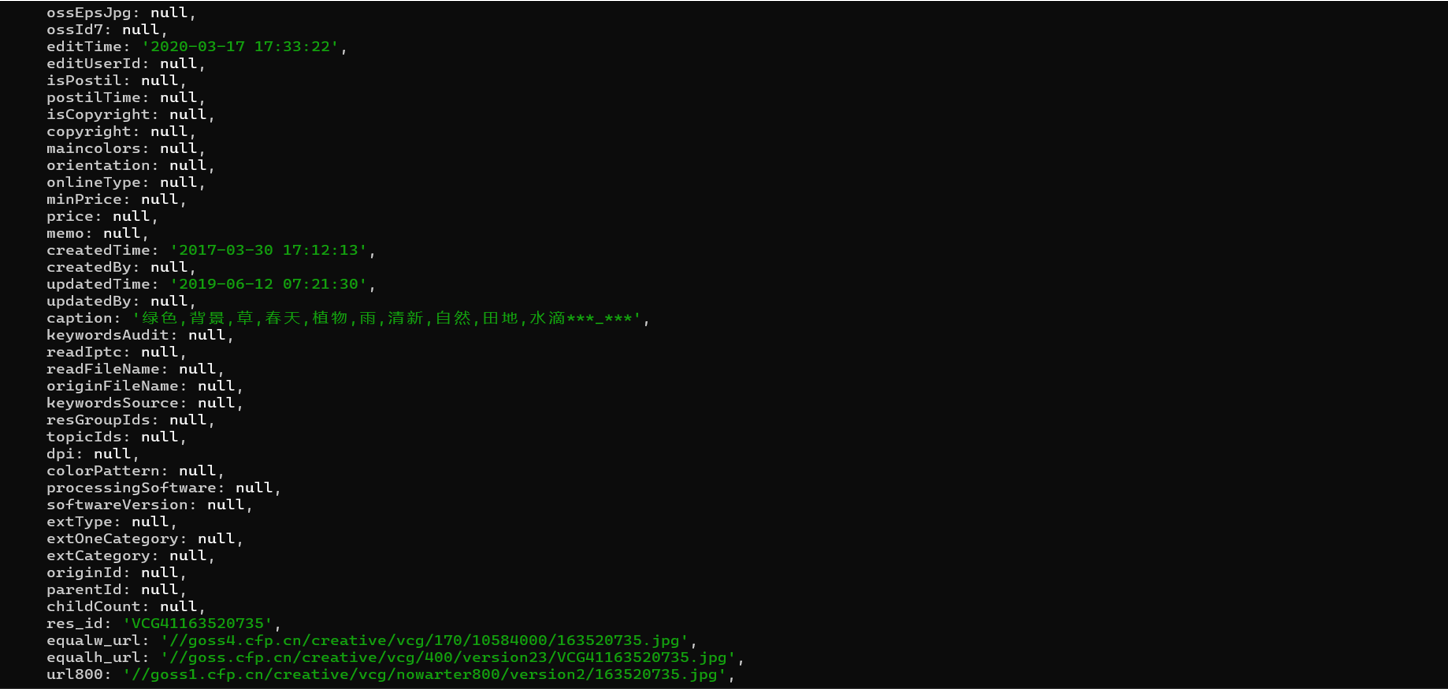 ossEpsJpg: null,
ossId7: null,
editTime: '2020-03-17 17:33:22',
editUserId: null,
isPostil: null,
postilTime: null,
isCopyright: null,
copyright: null,
maincolors: null,
orientation: null,
onlineType: null,
minPrice: null,
price: null,
memo: null,
createdTime: '2017-03-30 17:12:13',
createdBy: null,
updatedTime: '2019-06-12 07:21:30',
updatedBy: null,
caption: '绿色,背景,草,春天,植物,雨,清新,自然,田地,水滴***_***',
keywordsAudit: null,
readIptc: null,
readFileName: null,
originFileName: null,
keywordsSource: null,
resGroupIds: null,
topicIds: null,
dpi: null,
colorPattern: null,
processingSoftware: null,
softwareVersion: null,
extType: null,
extOneCategory: null,
extCategory: null,
originId: null,
parentId: null,
childCount: null,
res_id: 'VCG41163520735',
equalw_url: '//goss4.cfp.cn/creative/vcg/170/10584000/163520735.jpg',
equalh_url: '//goss.cfp.cn/creative/vcg/400/version23/VCG41163520735.jpg',
url800: '//goss1.cfp.cn/creative/vcg/nowarter800/version2/163520735.jpg',